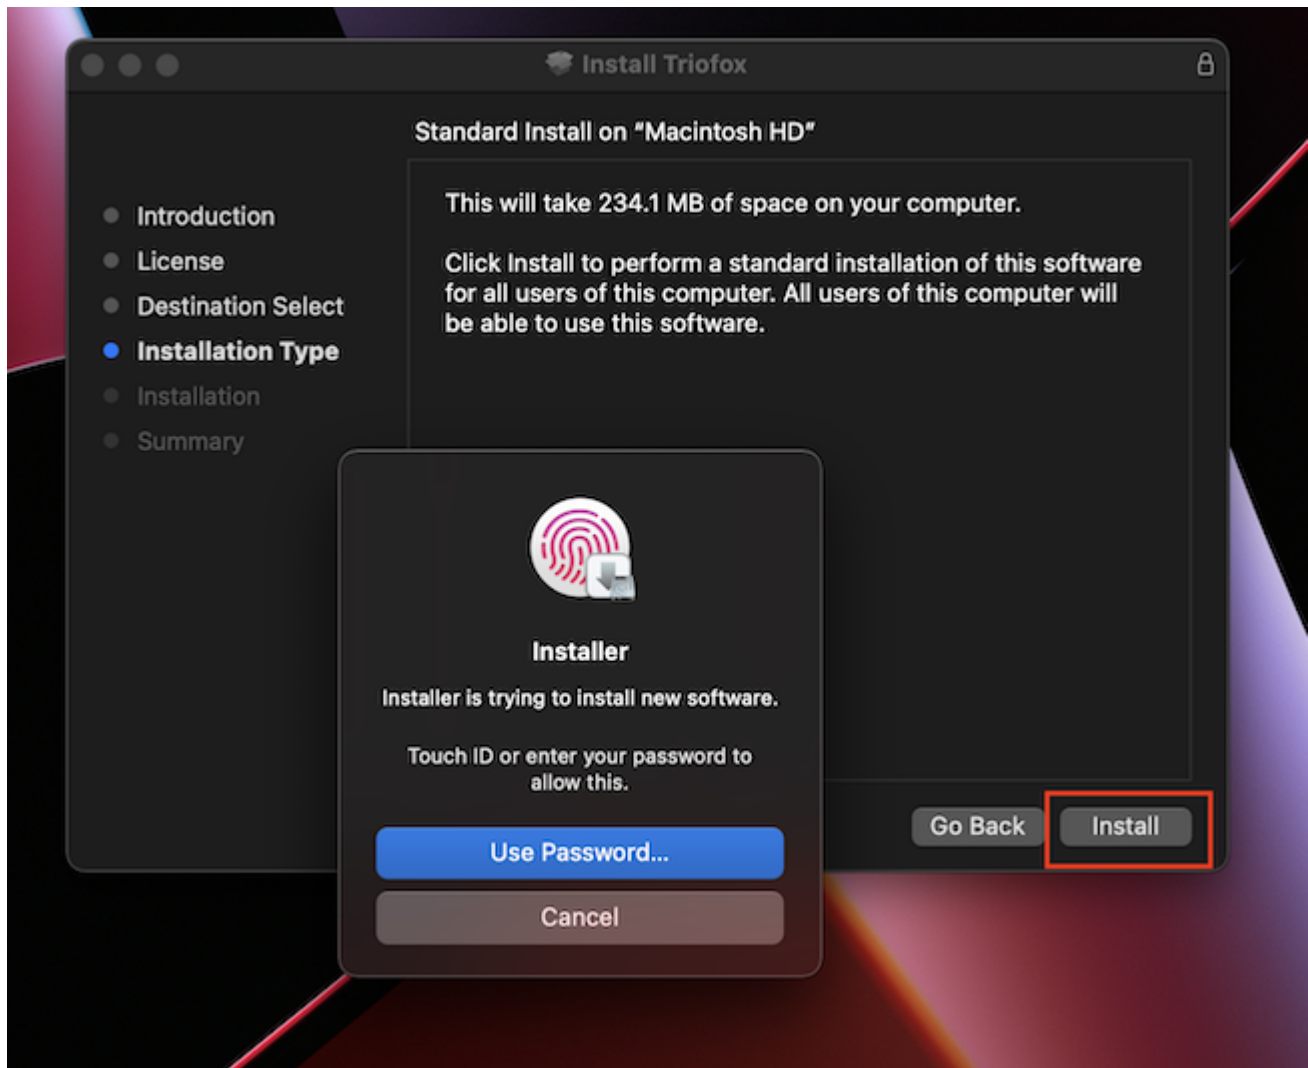 Install Triofox
Standard Install on “Macintosh HD”
Introduction
License
Destination Select
Installation Type
Installation
Summary
This will take 234.1 MB of space on your computer.
Click Install to perform a standard installation of this software
for all users of this computer. All users of this computer will
be able to use this software.
Installer
Installer is trying to install new software.
Touch ID or enter your password to
allow this.
Use Password...
Cancel
Go Back
Install